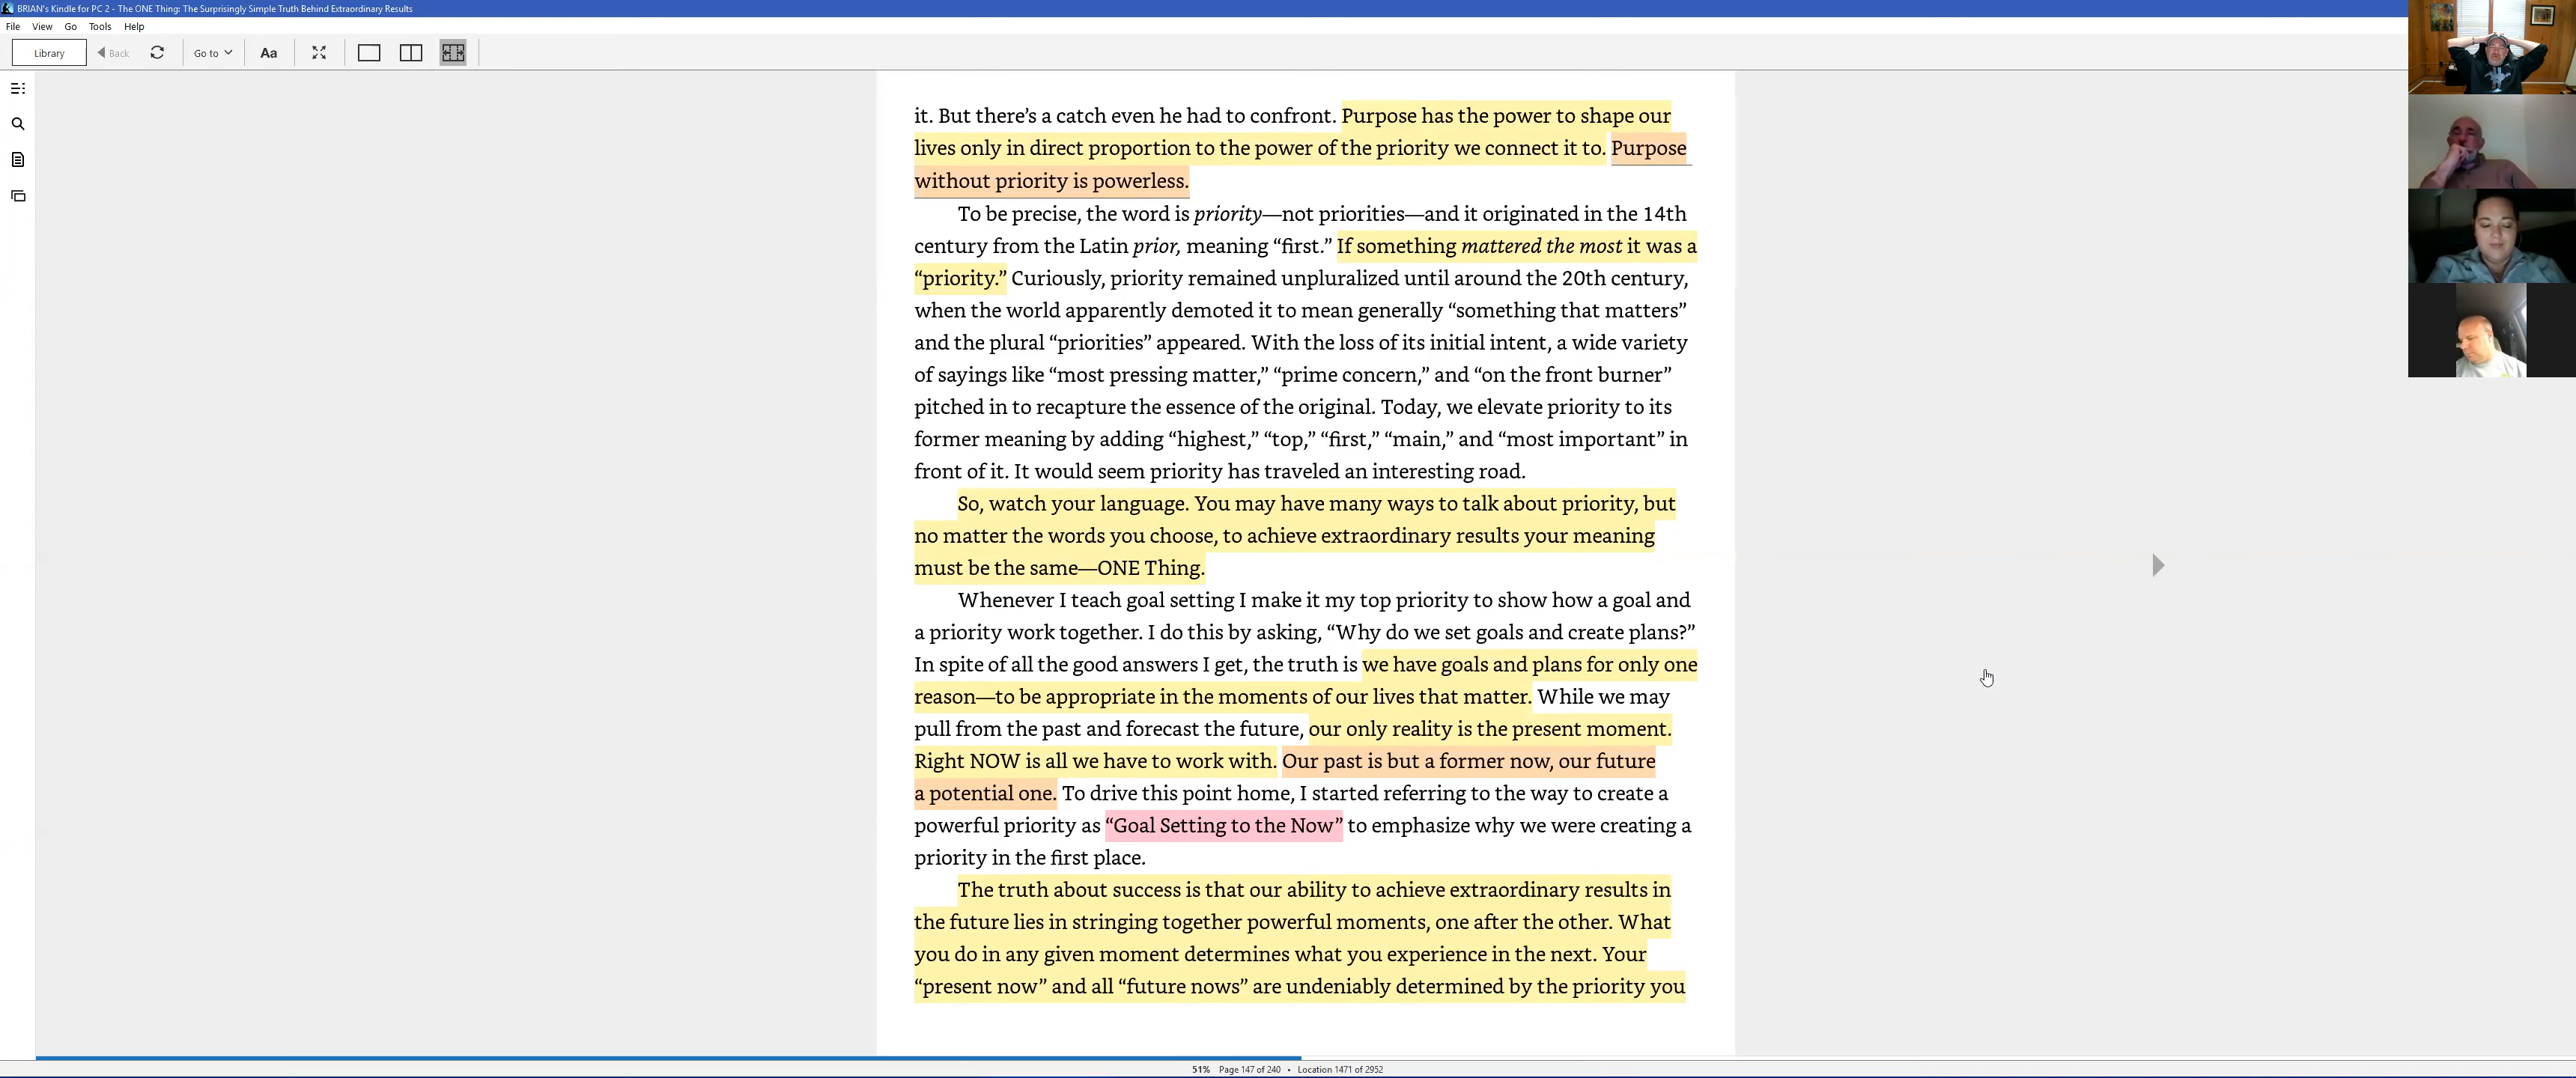 BRIAN's Kindle for PC 2 - The ONE Thing: The Surprisingly Simple Truth Behind Extraordinary Results
File View Go Tools Help
Library Back Go to Aa
it. But there’s a catch even he had to confront. Purpose has the power to shape our
lives only in direct proportion to the power of the priority we connect it to. Purpose
without priority is powerless.
To be precise, the word is priority—not priorities—and it originated in the 14th
century from the Latin prior, meaning “first.” If something mattered the most it was a
“priority.” Curiously, priority remained unpluralized until around the 20th century,
when the world apparently demoted it to mean generally “something that matters”
and the plural “priorities” appeared. With the loss of its initial intent, a wide variety
of sayings like “most pressing matter,” “prime concern,” and “on the front burner”
pitched in to recapture the essence of the original. Today, we elevate priority to its
former meaning by adding “highest,” “top,” “first,” “main,” and “most important” in
front of it. It would seem priority has traveled an interesting road.
So, watch your language. You may have many ways to talk about priority, but
no matter the words you choose, to achieve extraordinary results your meaning
must be the same—ONE Thing.
Whenever I teach goal setting I make it my top priority to show how a goal and
a priority work together. I do this by asking, “Why do we set goals and create plans?”
In spite of all the good answers I get, the truth is we have goals and plans for only one
reason—to be appropriate in the moments of our lives that matter. While we may
pull from the past and forecast the future, our only reality is the present moment.
Right NOW is all we have to work with. Our past is but a former now, our future
a potential one. To drive this point home, I started referring to the way to create a
powerful priority as “Goal Setting to the Now” to emphasize why we were creating a
priority in the first place.
The truth about success is that our ability to achieve extraordinary results in
the future lies in stringing together powerful moments, one after the other. What
you do in any given moment determines what you experience in the next. Your
“present now” and all “future nows” are undeniably determined by the priority you
51% Page 147 of 240 • Location 1471 of 2952